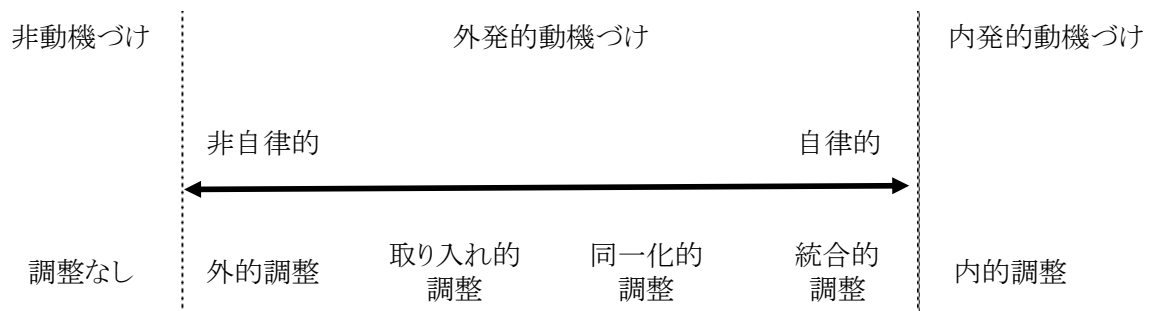 非動機づけ
外発的動機づけ
内発的動機づけ
非自律的
自律的
調整なし
外的調整
取り入れ的
調整
同一化的
調整
統合的
調整
内的調整